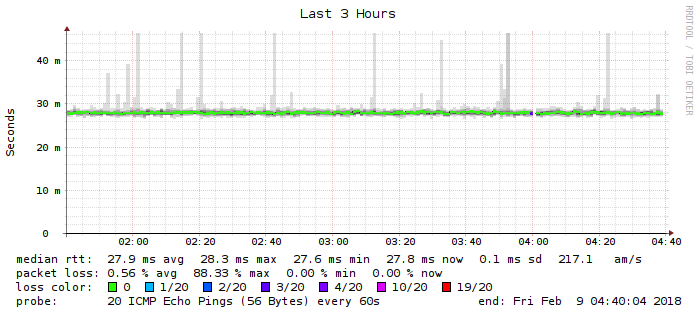 Last 3 Hours
RRDTOOL / TOBI OETIKER
Seconds
40 m
30 m
20 m
10 m
0
02:00 02:20 02:40 03:00 03:20 03:40 04:00 04:20 04:40
median rtt: 27.9 ms avg 28.3 ms max 27.6 ms min 27.8 ms now 0.1 ms sd 217.1 am/s
packet loss: 0.56 % avg 88.33 % max 0.00 % min 0.00 % now
loss color: 0 1/20 2/20 3/20 4/20 10/20 19/20
probe: 20 ICMP Echo Pings (56 Bytes) every 60s end: Fri Feb 9 04:40:04 2018